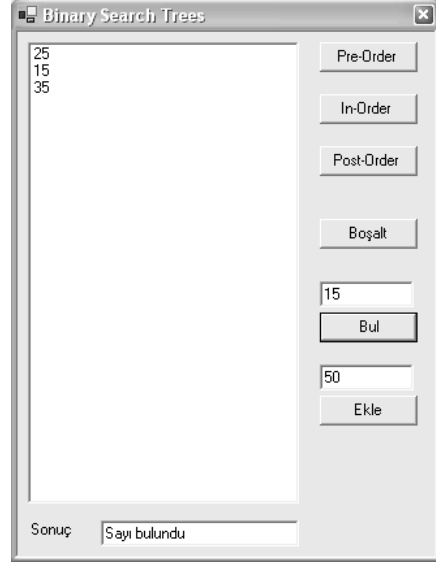 Binary Search Trees
25
15
35
Pre-Order
In-Order
Post-Order
Boşalt
15
Bul
50
Ekle
Sonuç
Sayı bulundu